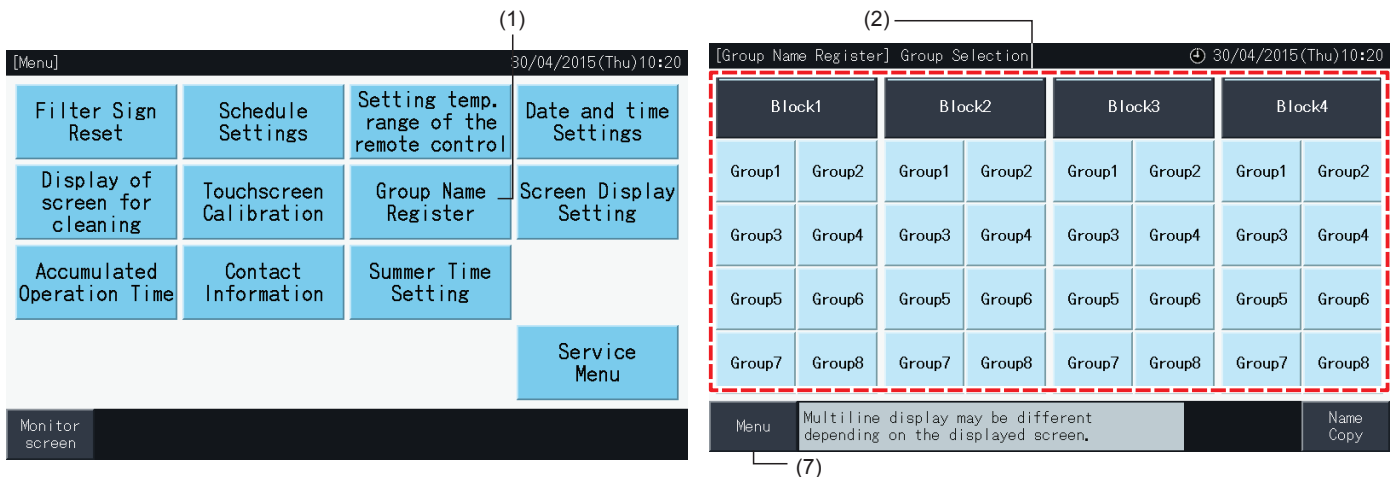 (1)
(2)
[Menu]
30/04/2015(Thu)10:20
Filter Sign
Reset
Schedule
Settings
Setting temp.
range of the
remote control
Date and time
Settings
Display of
screen for
cleaning
Touchscreen
Calibration
Group Name
Register
Screen Display
Setting
Accumulated
Operation Time
Contact
Information
Summer Time
Setting
Service
Menu
Monitor
screen
[Group Name Register] Group Selection
30/04/2015(Thu)10:20
Block1 Block2 Block3 Block4
Group1 Group2 Group1 Group2 Group1 Group2 Group1 Group2
Group3 Group4 Group3 Group4 Group3 Group4 Group3 Group4
Group5 Group6 Group5 Group6 Group5 Group6 Group5 Group6
Group7 Group8 Group7 Group8 Group7 Group8 Group7 Group8
Menu
Multiline display may be different
depending on the displayed screen.
Name
Copy
(7)